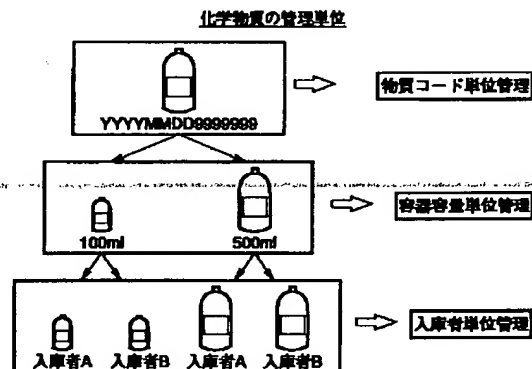 化学物質の管理単位
YYYYMMDD9999999
物質コード単位管理
100ml
500ml
容器容量単位管理
入庫者A
入庫者B
入庫者A
入庫者B
入庫者単位管理